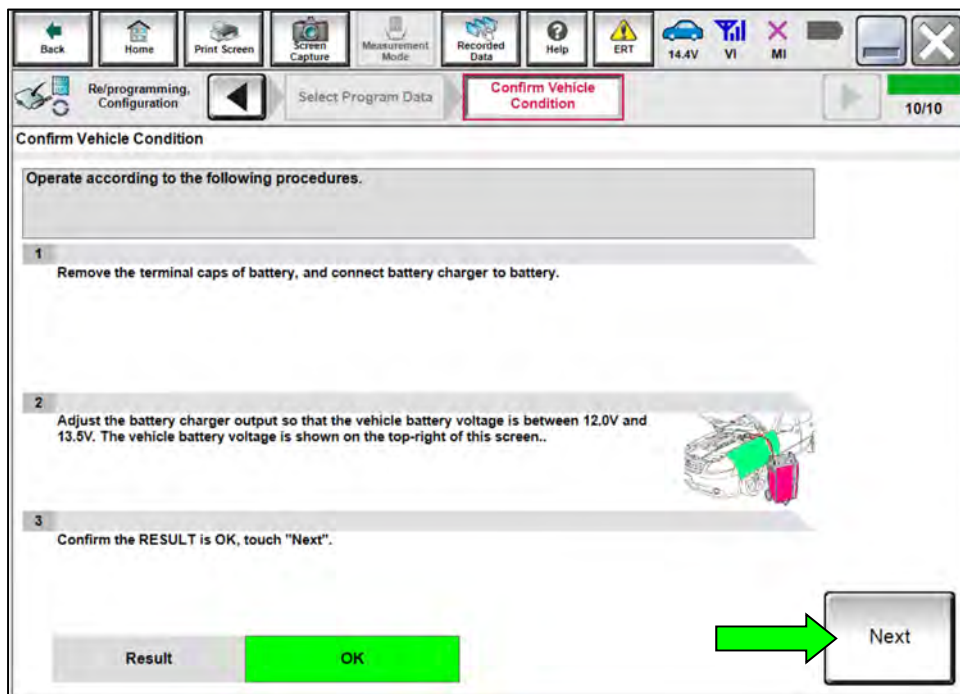 Back
Home
Print Screen
Screen
Capture
Measurement
Mode
Recorded
Data
Help
ERT
14.4V
VI
MI
Re/programming,
Configuration
Select Program Data
Confirm Vehicle
Condition
10/10
Confirm Vehicle Condition
Operate according to the following procedures.
1
Remove the terminal caps of battery, and connect battery charger to battery.
2
Adjust the battery charger output so that the vehicle battery voltage is between 12.0V and
13.5V. The vehicle battery voltage is shown on the top-right of this screen..
3
Confirm the RESULT is OK, touch "Next".
Result
OK
Next